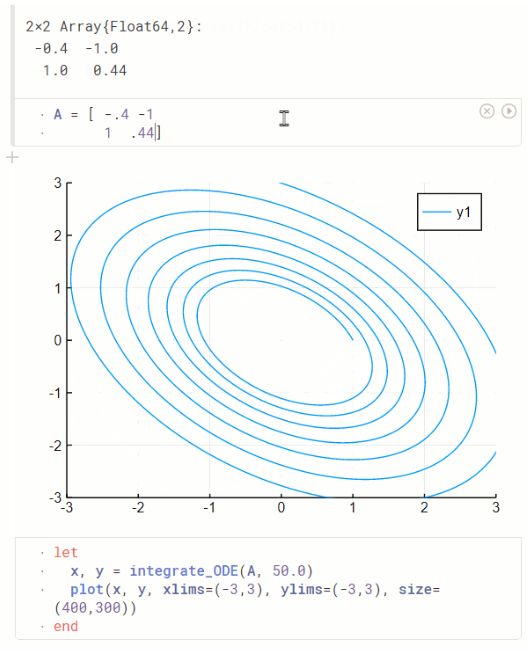 2×2 Array{Float64,2}:
-0.4 -1.0
1.0 0.44
A = [ -.4 -1
1 .44]
3
y1
2
1
0
-1
-2
-3
-3 -2 -1 0 1 2 3
let
x, y = integrate_ODE(A, 50.0)
plot(x, y, xlims=(-3,3), ylims=(-3,3), size=
(400,300))
end